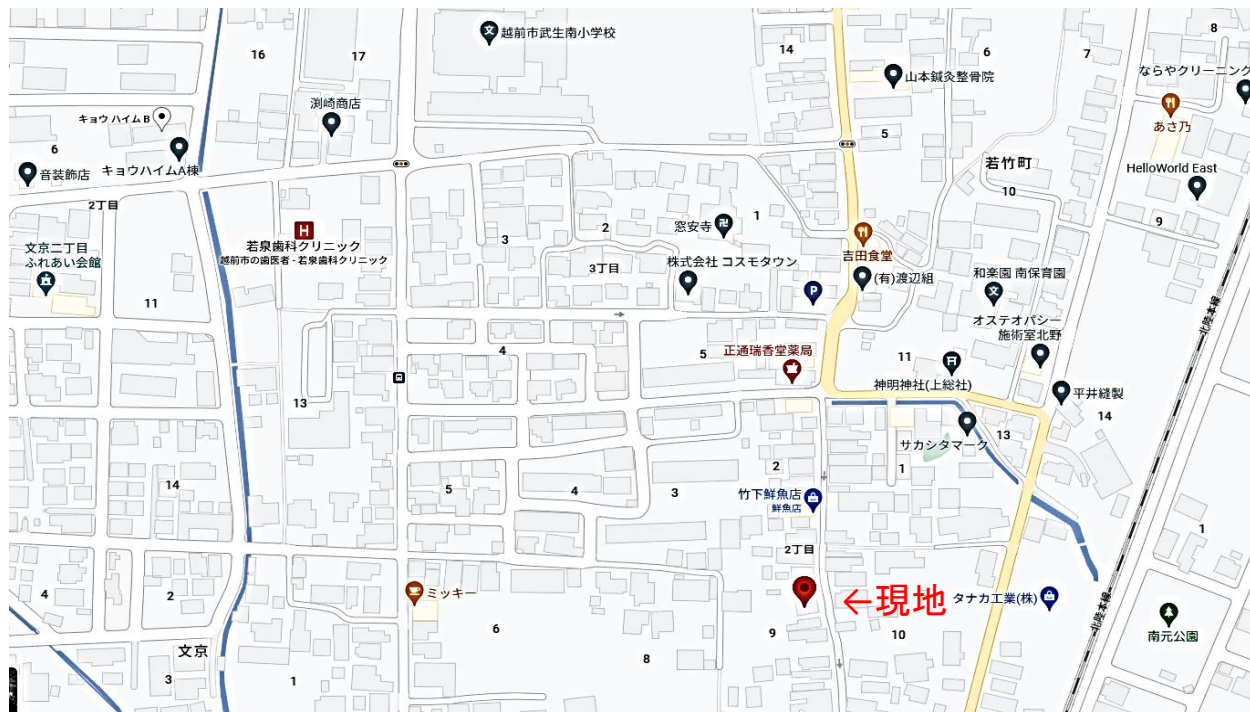 越前市武生南小学校
16
17
14
6
7
8
山本鍼灸整骨院
ならやクリーニング
渕崎商店
キョウ ハイム B
あさ乃
6
5
キョウハイムA棟
音装飾店
若竹町
10
HelloWorld East
2丁目
9
1
2
3
窓安寺
文京二丁目
ふれあい会館
H
若泉歯科クリニック
越前市の歯医者 - 若泉歯科クリニック
吉田食堂
3丁目
株式会社 コスモタウン
(有)渡辺組
和楽園 南保育園
P
11
北陸本線
オステオパシー
施術室北野
4
5
正通瑞香堂薬局
11
神明神社(上総社)
平井縫製
13
14
サカシタマーク
13
2
1
14
5
4
3
竹下鮮魚店
鮮魚店
1
2丁目
4
2
ミッキー
←現地
タナカ工業(株)
北陸本線
南元公園
6
9
10
文京
8
3
1